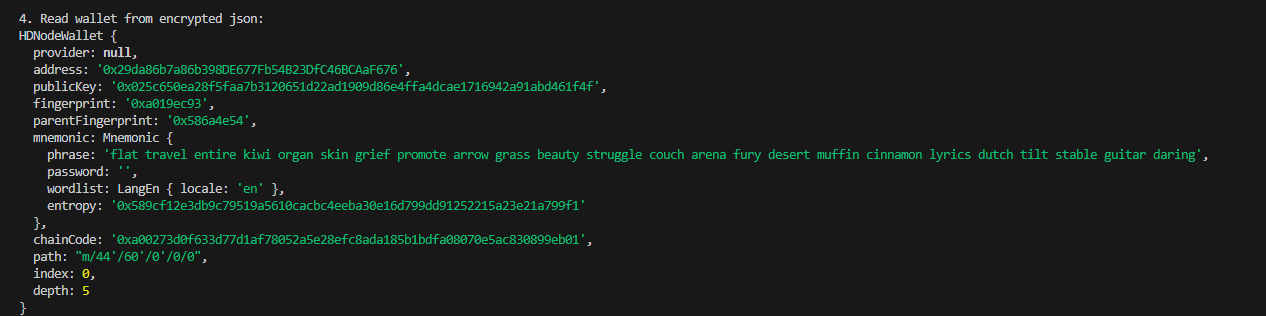 4. Read wallet from encrypted json:
HDNodeWallet {
provider: null,
address: '0x29da86b7a86b398DE677Fb54B23DfC46BCAaF676',
publicKey: '0x025c650ea28f5faa7b3120651d22ad1909d86e4ffa4dcae1716942a91abd461f4f',
fingerprint: '0xa019ec93',
parentFingerprint: '0x586a4e54',
mnemonic: Mnemonic {
phrase: 'flat travel entire kiwi organ skin grief promote arrow grass beauty struggle couch arena fury desert muffin cinnamon lyrics dutch tilt stable guitar daring',
password: '',
wordlist: LangEn { locale: 'en' },
entropy: '0x589cf12e3db9c79519a5610cacbc4eeba30e16d799dd91252215a23e21a799f1'
},
chainCode: '0xa00273d0f633d77d1af78052a5e28efc8ada185b1bdfa08070e5ac830899eb01',
path: "m/44'/60'/0'/0/0",
index: 0,
depth: 5
}